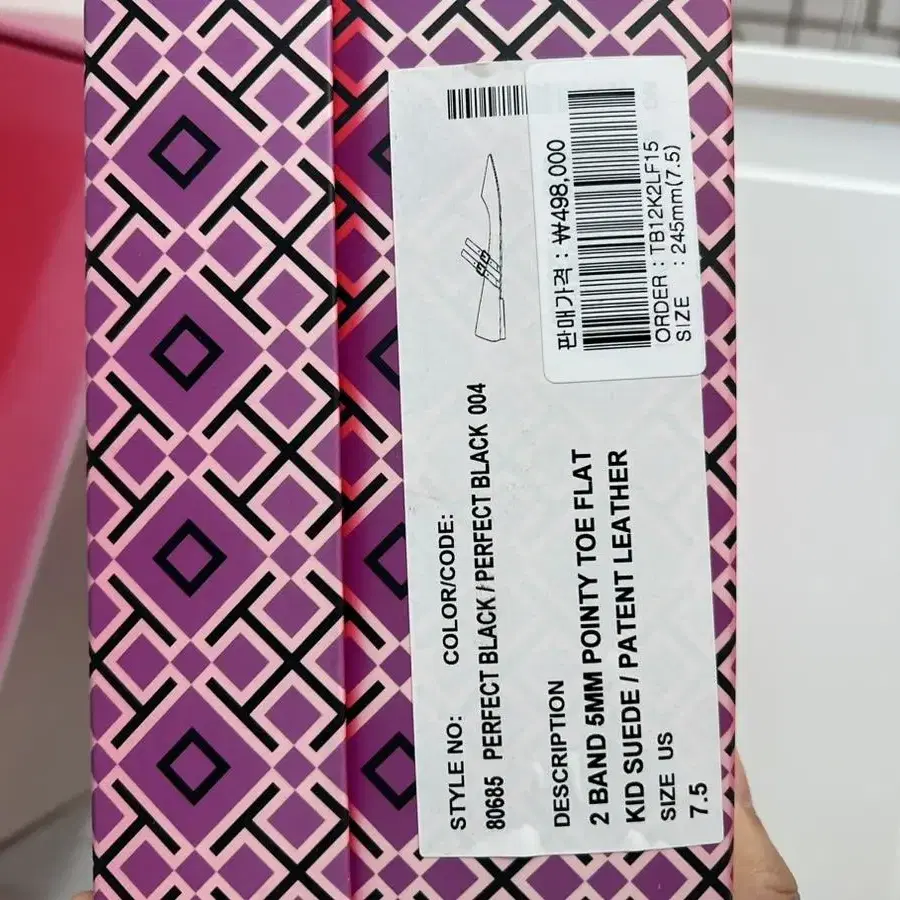 STYLE NO: COLOR/CODE:
80685 PERFECT BLACK / PERFECT BLACK 004
DESCRIPTION
2 BAND 5MM POINTY TOE FLAT
KID SUEDE / PATENT LEATHER
SIZE US
7.5
판매가격 : ₩498,000
ORDER : TB12K2LF15
SIZE : 245mm(7.5)